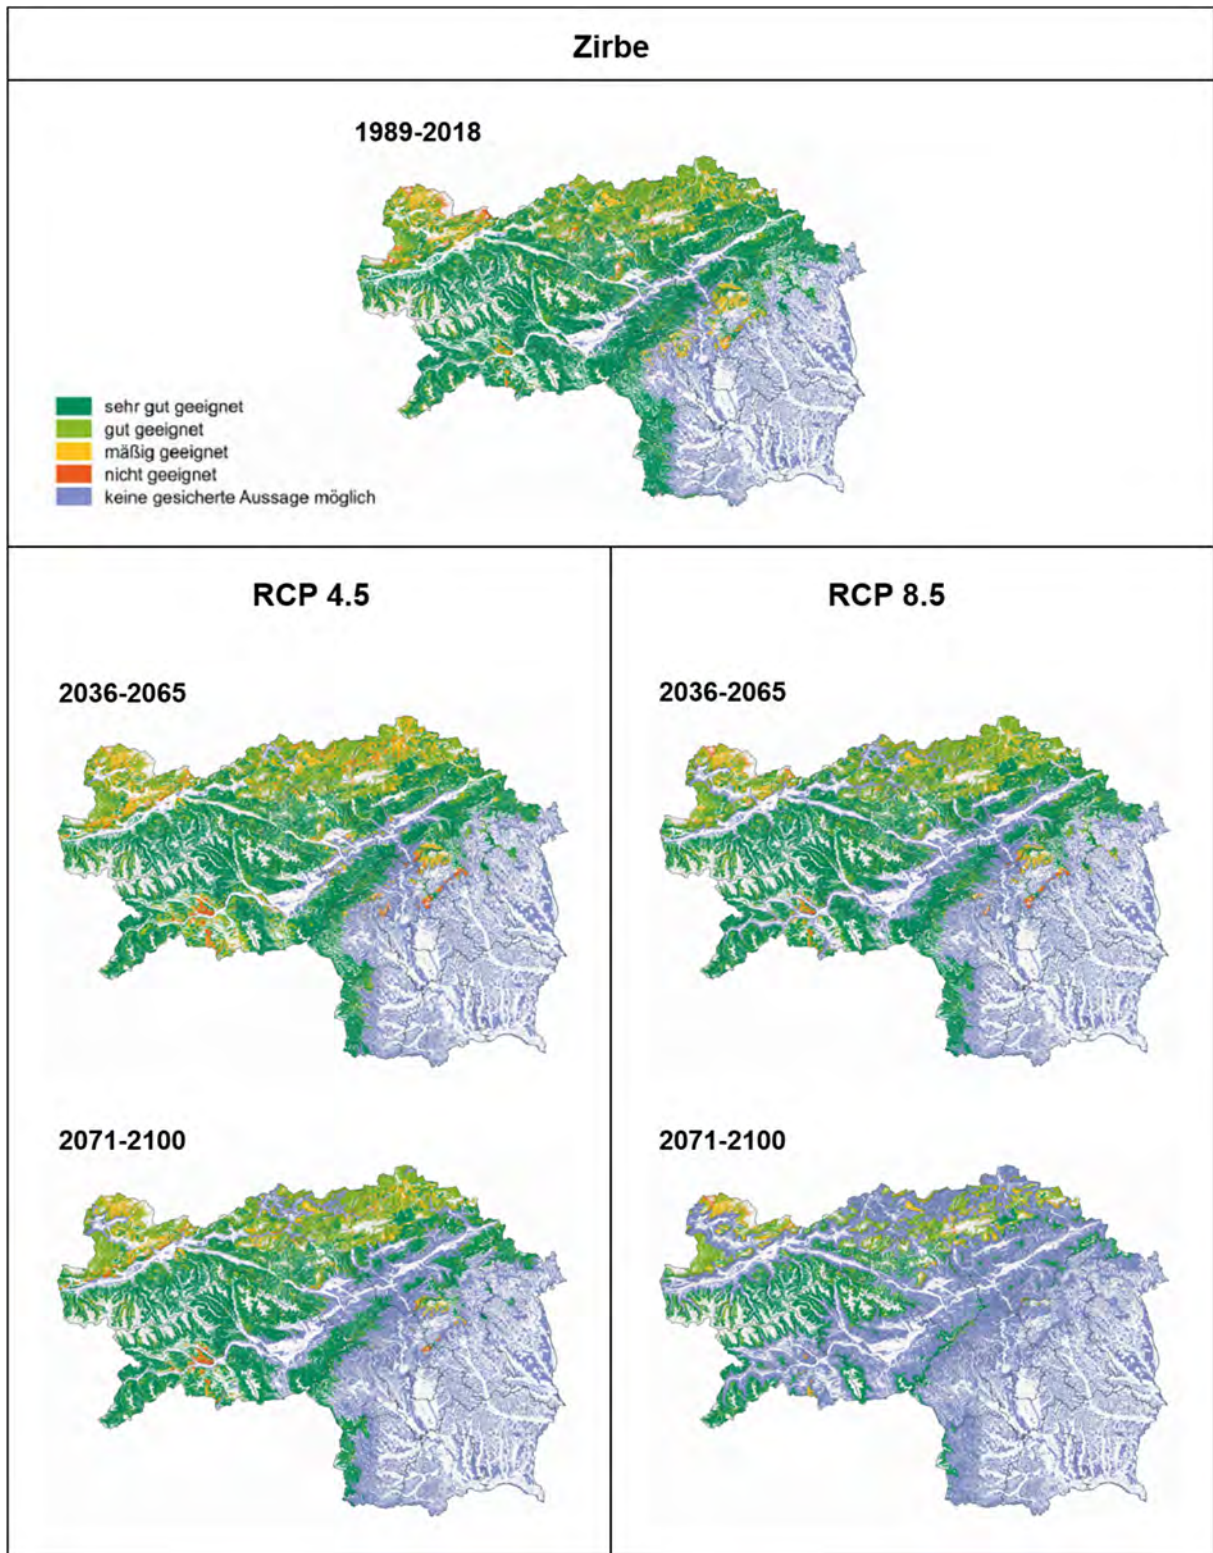 Zirbe
1989-2018
sehr gut geeignet
gut geeignet
mäßig geeignet
nicht geeignet
keine gesicherte Aussage möglich
RCP 4.5
RCP 8.5
2036-2065
2036-2065
2071-2100
2071-2100